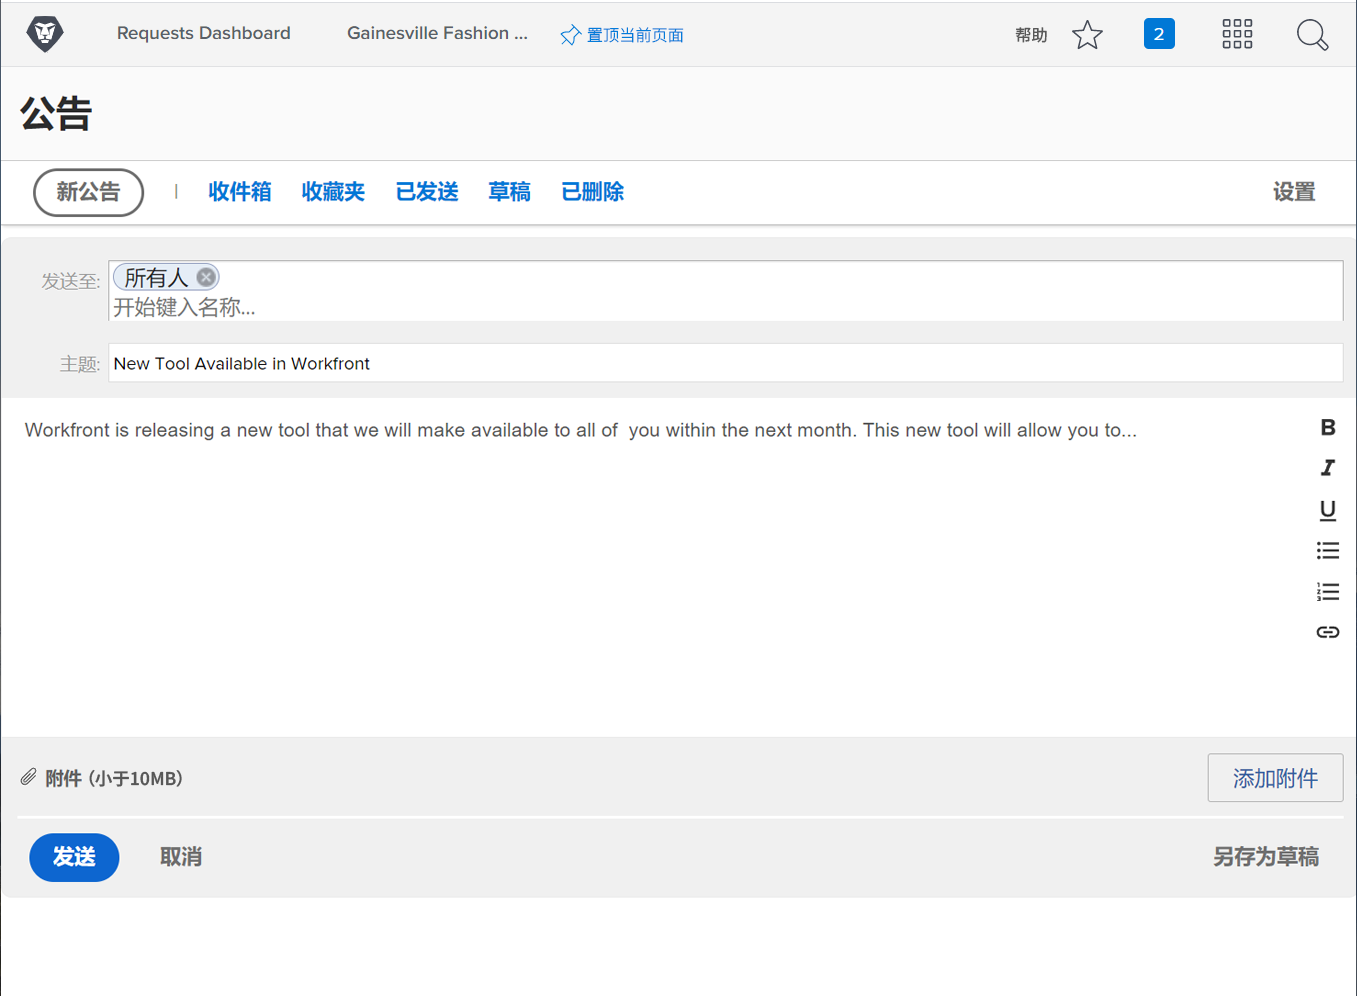 Requests Dashboard
Gainesville Fashion ...
置顶当前页面
帮助
2
公告
新公告
收件箱
收藏夹
已发送
草稿
已删除
设置
发送至:
所有人
开始键入名称...
主题:
New Tool Available in Workfront
Workfront is releasing a new tool that we will make available to all of  you within the next month. This new tool will allow you to...
附件 (小于10MB)
添加附件
发送
取消
另存为草稿